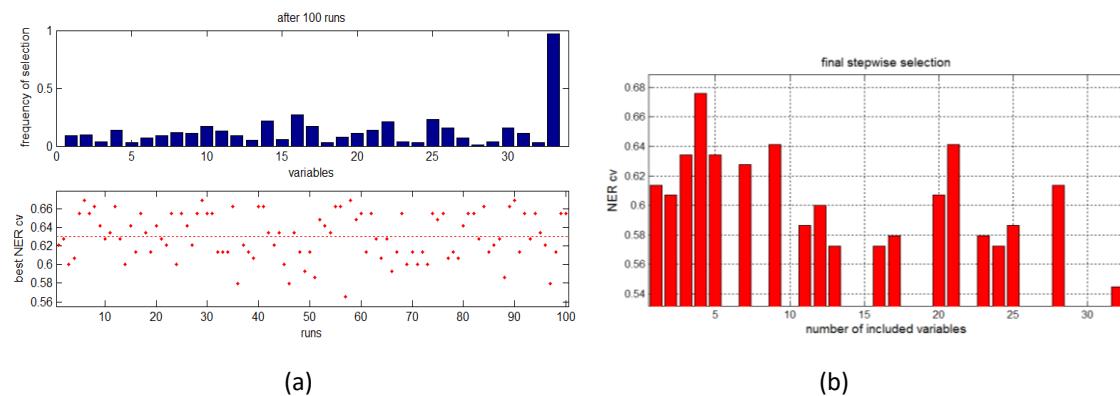 after 100 runs
frequency of selection
1
0.5
0
0 5 10 15 20 25 30
variables
best NER cv
0.66
0.64
0.62
0.6
0.58
0.56
10 20 30 40 50 60 70 80 90 100
runs
(a)
final stepwise selection
NER cv
0.68
0.66
0.64
0.62
0.6
0.58
0.56
0.54
5 10 15 20 25 30
number of included variables
(b)